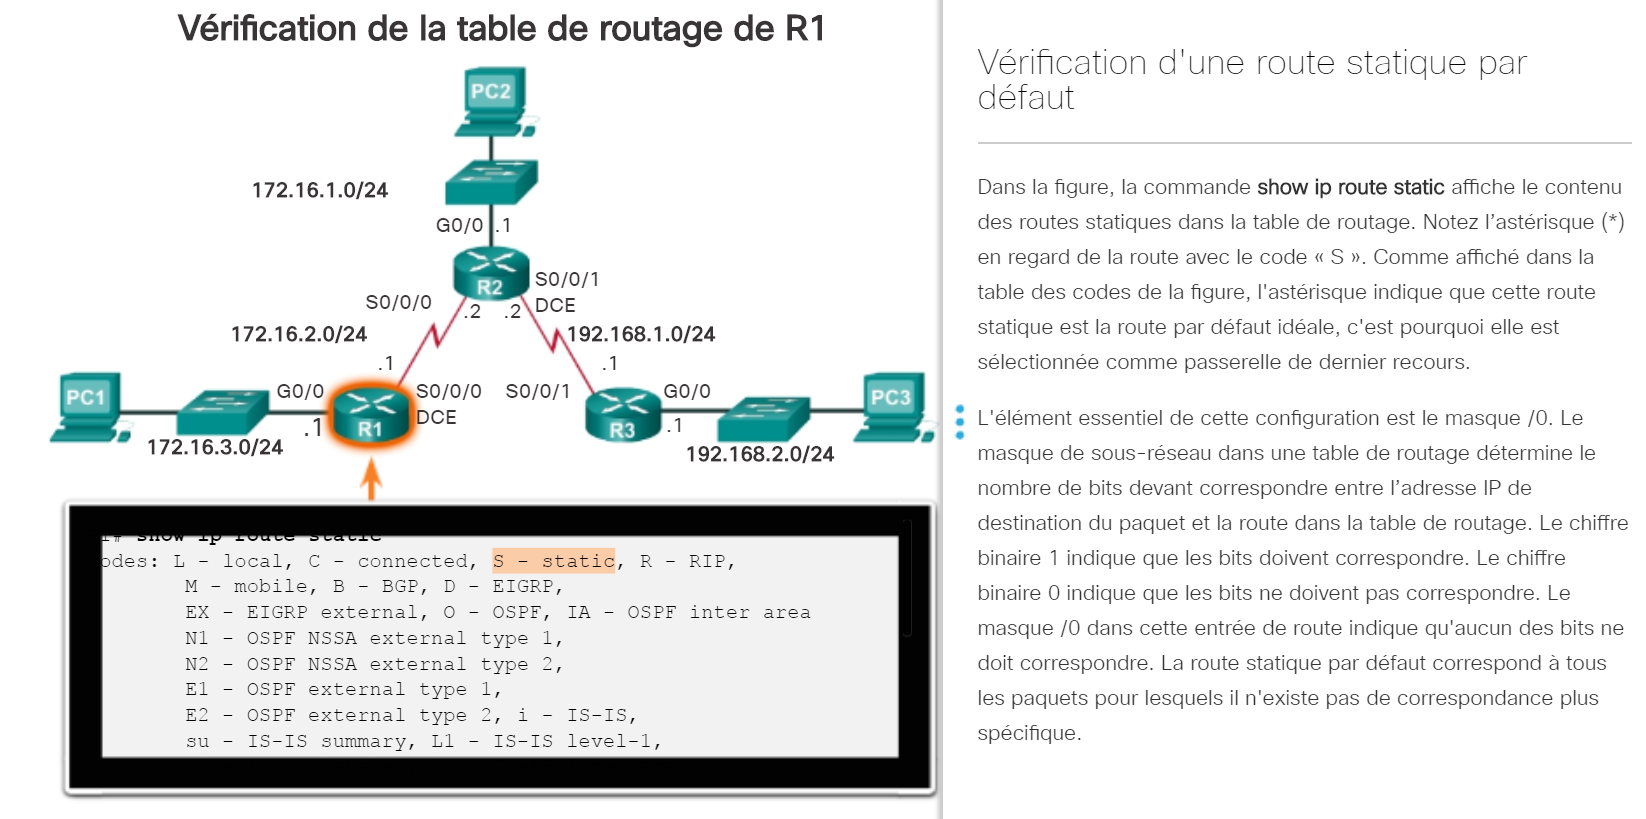 Vérification de la table de routage de R1
PC2
172.16.1.0/24
G0/0 .1
R2
S0/0/1
DCE
S0/0/0
.2 .2
172.16.2.0/24
192.168.1.0/24
.1
.1
PC1
G0/0
.1
R1
S0/0/0
DCE
S0/0/1
R3
G0/0
.1
PC3
172.16.3.0/24
192.168.2.0/24
# show ip route static
odes: L - local, C - connected, S - static, R - RIP,
M - mobile, B - BGP, D - EIGRP,
EX - EIGRP external, O - OSPF, IA - OSPF inter area
N1 - OSPF NSSA external type 1,
N2 - OSPF NSSA external type 2,
E1 - OSPF external type 1,
E2 - OSPF external type 2, i - IS-IS,
su - IS-IS summary, L1 - IS-IS level-1,
Vérification d'une route statique par
défaut
Dans la figure, la commande show ip route static affiche le contenu
des routes statiques dans la table de routage. Notez l’astérisque (*)
en regard de la route avec le code « S ». Comme affiché dans la
table des codes de la figure, l'astérisque indique que cette route
statique est la route par défaut idéale, c'est pourquoi elle est
sélectionnée comme passerelle de dernier recours.
L'élément essentiel de cette configuration est le masque /0. Le
masque de sous-réseau dans une table de routage détermine le
nombre de bits devant correspondre entre l’adresse IP de
destination du paquet et la route dans la table de routage. Le chiffre
binaire 1 indique que les bits doivent correspondre. Le chiffre
binaire 0 indique que les bits ne doivent pas correspondre. Le
masque /0 dans cette entrée de route indique qu'aucun des bits ne
doit correspondre. La route statique par défaut correspond à tous
les paquets pour lesquels il n'existe pas de correspondance plus
spécifique.